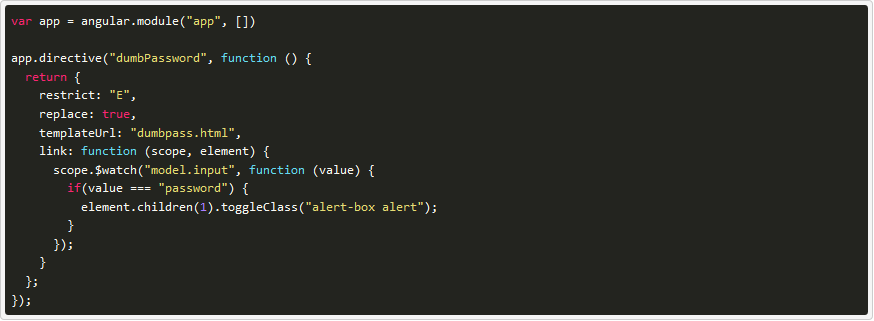 var app = angular.module("app", [])
app.directive("dumbPassword", function () {
  return {
    restrict: "E",
    replace: true,
    templateUrl: "dumbpass.html",
    link: function (scope, element) {
      scope.$watch("model.input", function (value) {
        if(value === "password") {
          element.children(1).toggleClass("alert-box alert");
        }
      });
    }
  };
});